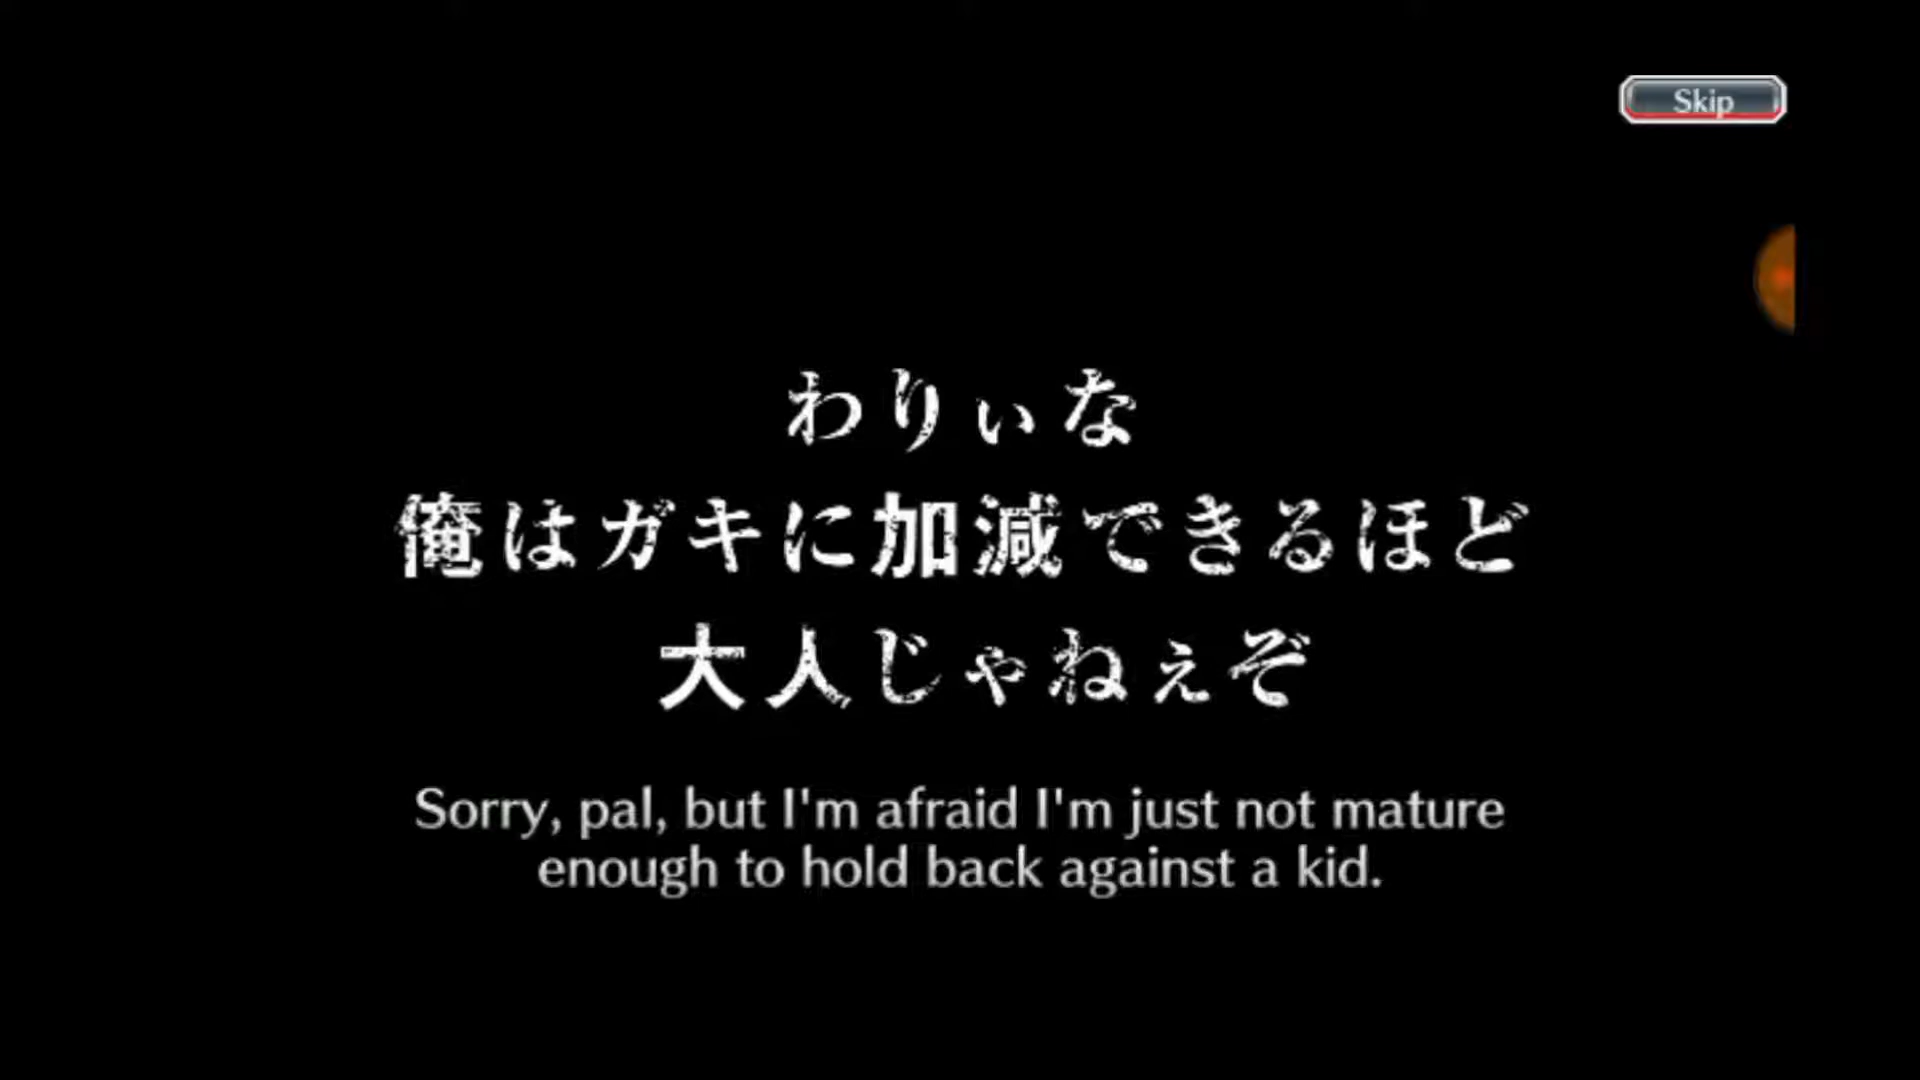 Skip
わりぃな
俺はガキに加減できるほど
大人じゃねぇぞ
Sorry, pal, but I'm afraid I'm just not mature
enough to hold back against a kid.